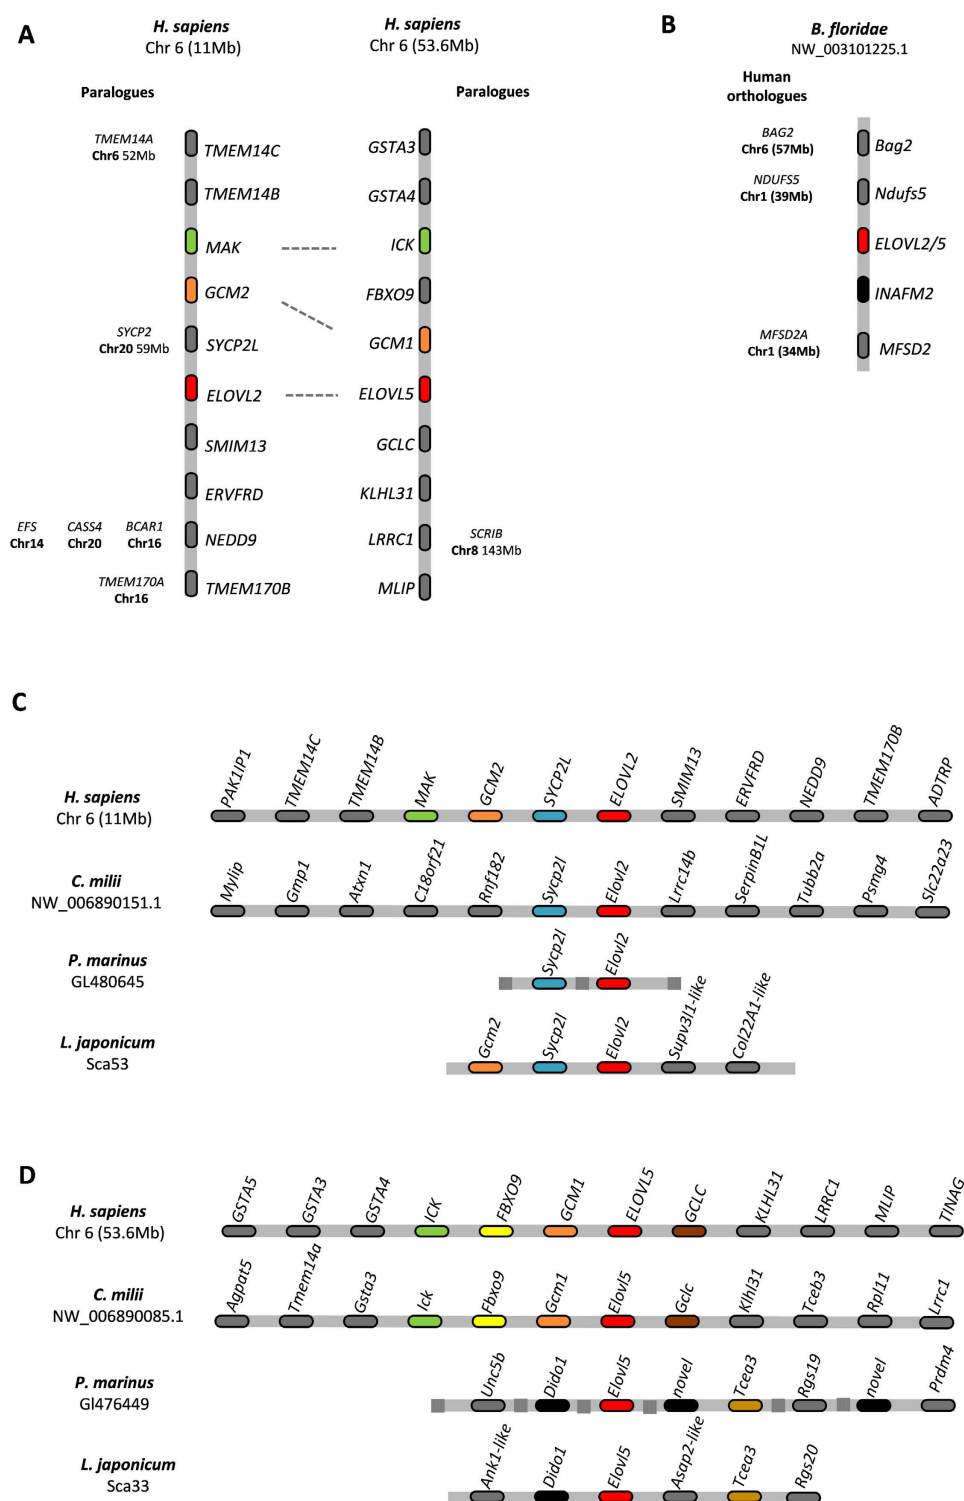 A
H. sapiens
Chr 6 (11Mb)
H. sapiens
Chr 6 (53.6Mb)
Paralogues
Paralogues
TMEM14A
Chr6 52Mb
TMEM14C
GSTA3
TMEM14B
GSTA4
MAK
ICK
GCM2
FBXO9
SYCP2
Chr20 59Mb
SYCP2L
GCM1
ELOVL2
ELOVL5
SMIM13
GCLC
ERVFRD
KLHL31
EFS
Chr14
CASS4
Chr20
BCAR1
Chr16
NEDD9
LRRC1
SCRIB
Chr8 143Mb
TMEM170A
Chr16
TMEM170B
MLIP
B
B. floridae
NW_003101225.1
Human
orthologues
BAG2
Chr6 (57Mb)
Bag2
NDUFS5
Chr1 (39Mb)
Ndufs5
ELOVL2/5
INAFM2
MFSD2A
Chr1 (34Mb)
MFSD2
C
H. sapiens
Chr 6 (11Mb)
PAK1IP1
TMEM14C
TMEM14B
MAK
GCM2
SYCP2L
ELOVL2
SMIM13
ERVFRD
NEDD9
TMEM170B
ADTRP
C. milii
NW_006890151.1
Mylip
Gmp1
Atxn1
C18orf21
Rnf182
Sycp2l
Elovl2
Lrrc14b
SerpinB1L
Tubb2a
Psmg4
Slc22a23
P. marinus
GL480645
Sycp2l
Elovl2
L. japonicum
Sca53
Gcm2
Sycp2l
Elovl2
Supv3l1-like
Col22A1-like
D
H. sapiens
Chr 6 (53.6Mb)
GSTA5
GSTA3
GSTA4
ICK
FBXO9
GCM1
ELOVL5
GCLC
KLHL31
LRRC1
MLIP
TINAG
C. milii
NW_006890085.1
Agpat5
Tmem14a
Gsta3
Ick
Fbxo9
Gcm1
Elovl5
Gclc
Klhl31
Tceb3
Rpl11
Lrrc1
P. marinus
Gl476449
Unc5b
Dido1
Elovl5
novel
Tcea3
Rgs19
novel
Prdm4
L. japonicum
Sca33
Ank1-like
Dido1
Elovl5
Asap2-like
Tcea3
Rgs20